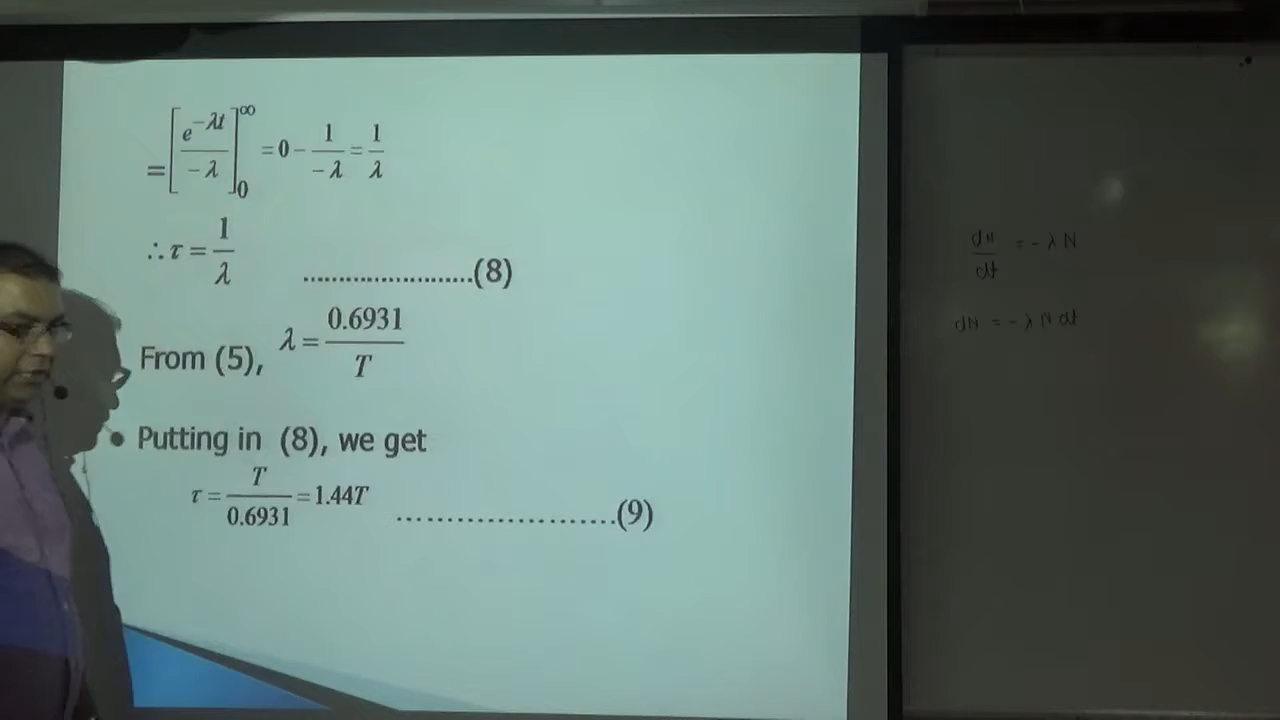 = [e^{-λt} / -λ]_0^∞ = 0 - 1/-λ = 1/λ
∴ τ = 1/λ ........................(8)
From (5), λ = 0.6931/T
• Putting in (8), we get
τ = T/0.6931 = 1.44T ........................(9)
dN/dt = - λ N
dN = - λ N dt